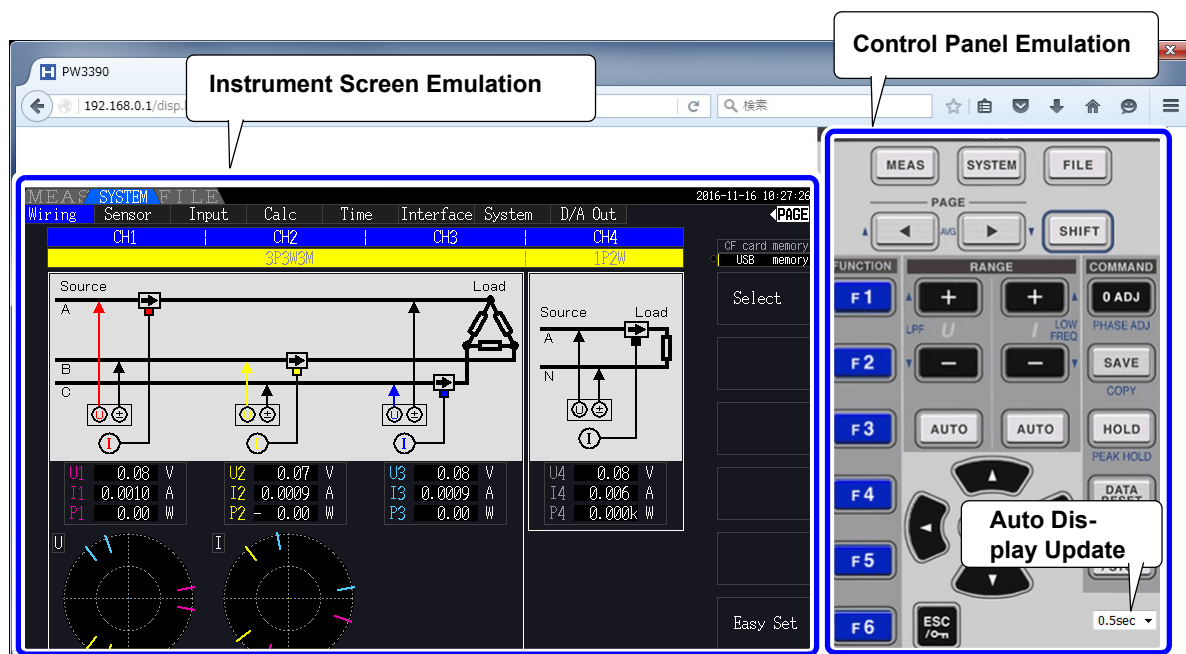 Control Panel Emulation
Instrument Screen Emulation
PW3390
192.168.0.1/disp.
検索
MEAS SYSTEM FILE
2016-11-16 10:27:26
Wiring Sensor Input Calc Time Interface System D/A Out
PAGE
CH1 CH2 CH3 CH4
3P3W3M 1P2W
CF card memory
USB memory
Select
Easy Set
Source Load
A
B
C
U ± U ± U ±
I I I
Source Load
A
N
U ±
I
U1 0.08 V U2 0.07 V U3 0.08 V U4 0.08 V
I1 0.0010 A I2 0.0009 A I3 0.0009 A I4 0.006 A
P1 0.00 W P2 - 0.00 W P3 0.00 W P4 0.000k W
U I
MEAS SYSTEM FILE
PAGE
AVG
SHIFT
FUNCTION RANGE COMMAND
F1 + + 0 ADJ
LPF U I LOW FREQ PHASE ADJ
F2 − − SAVE
COPY
F3 AUTO AUTO HOLD
PEAK HOLD
F4 DATA
RESET
Auto Dis-
play Update
F5
F6 ESC
0.5sec